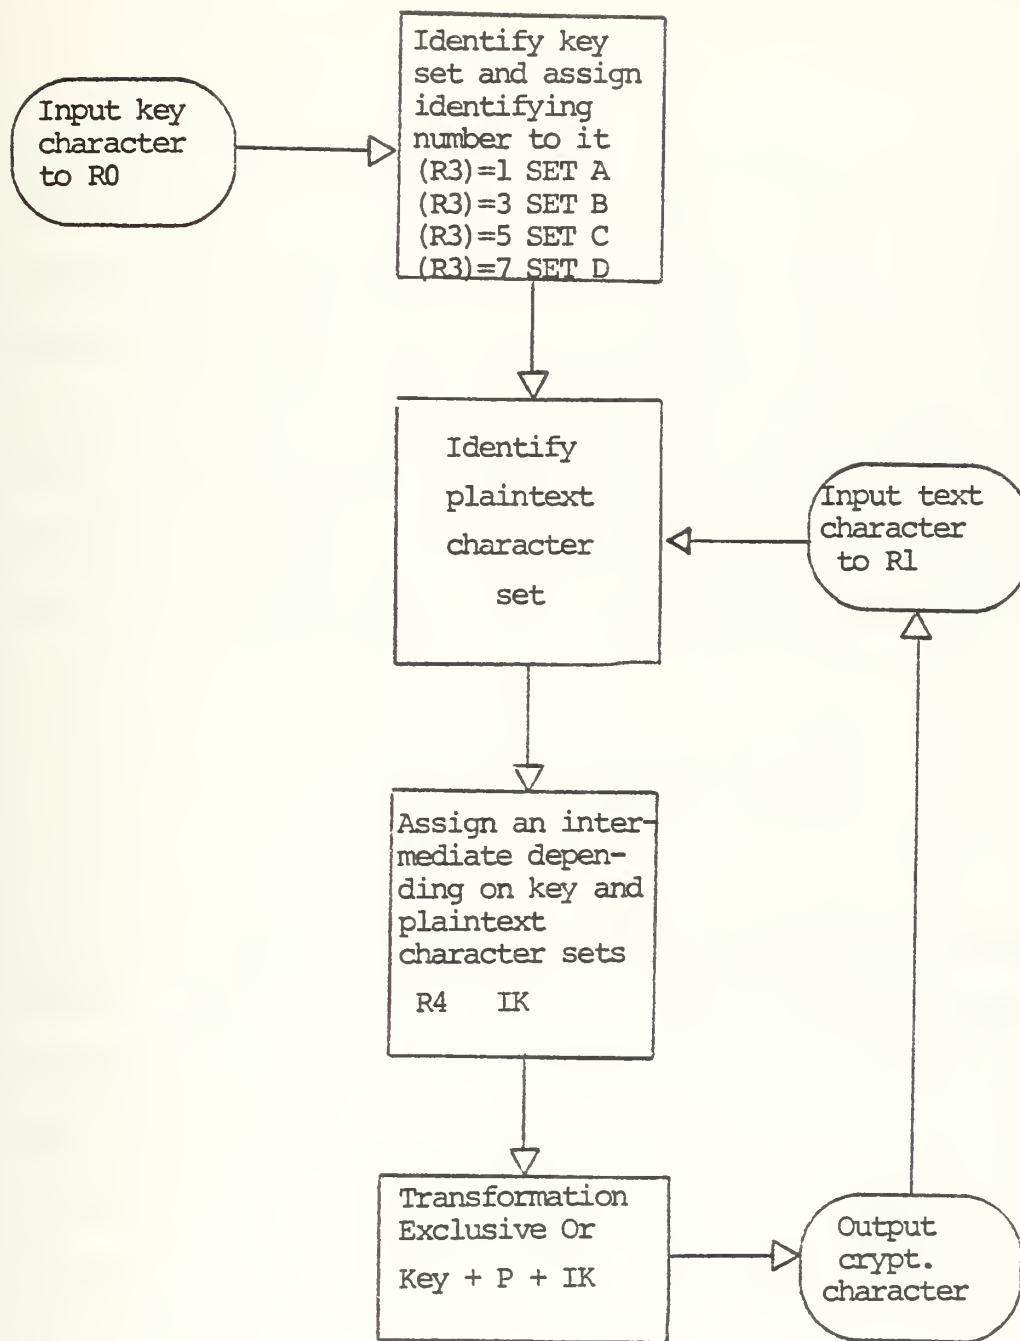 Input key
character
to R0
Identify key
set and assign
identifying
number to it
(R3)=1 SET A
(R3)=3 SET B
(R3)=5 SET C
(R3)=7 SET D
Identify
plaintext
character
set
Input text
character
to R1
Assign an inter-
mediate depen-
ding on key and
plaintext
character sets
R4 IK
Transformation
Exclusive Or
Key + P + IK
Output
crypt.
character